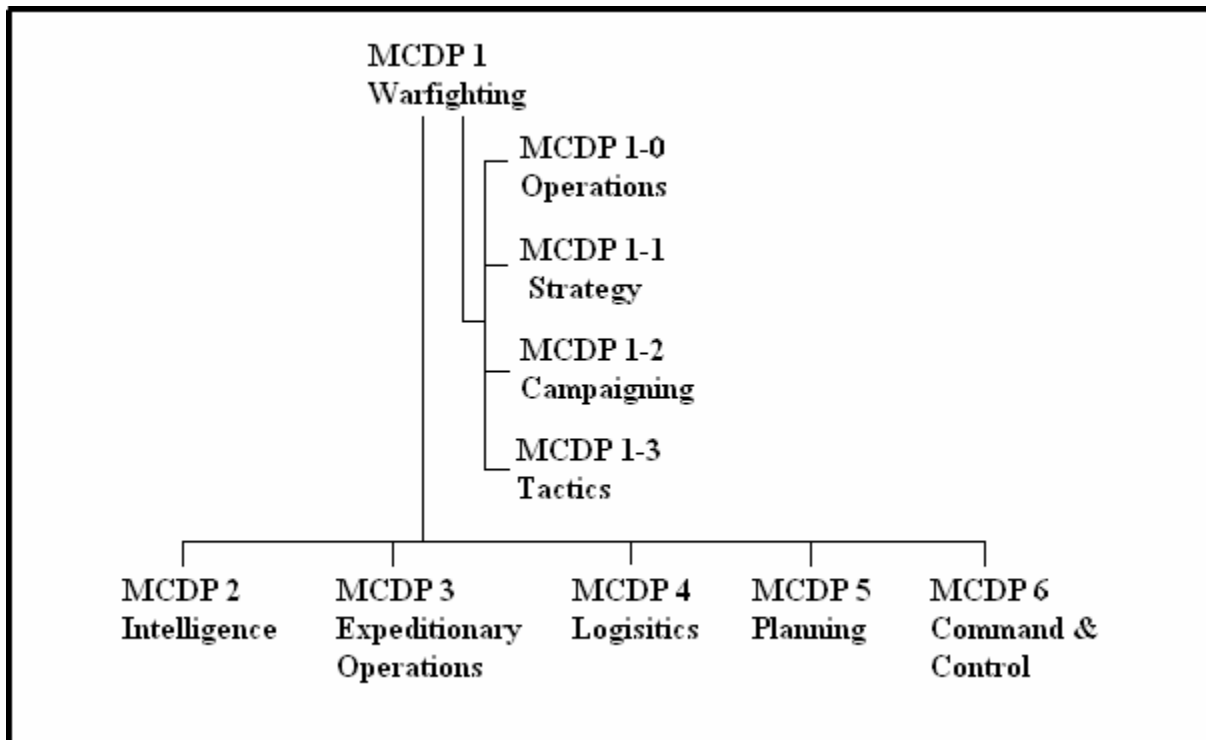 MCDP 1
Warfighting
MCDP 1-0
Operations
MCDP 1-1
Strategy
MCDP 1-2
Campaigning
MCDP 1-3
Tactics
MCDP 2
Intelligence
MCDP 3
Expeditionary
Operations
MCDP 4
Logisitics
MCDP 5
Planning
MCDP 6
Command &
Control